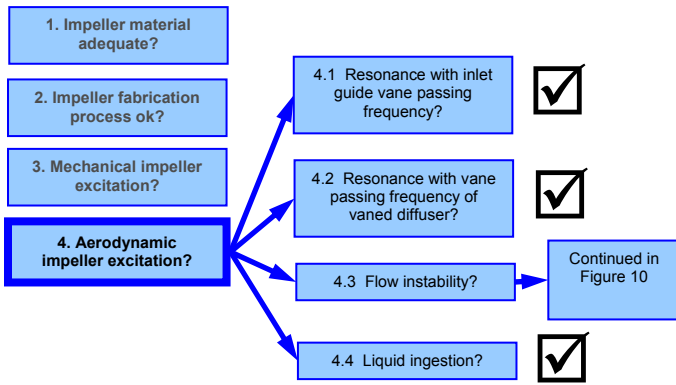 1. Impeller material
adequate?
2. Impeller fabrication
process ok?
3. Mechanical impeller
excitation?
4. Aerodynamic
impeller excitation?
4.1 Resonance with inlet
guide vane passing
frequency?
4.2 Resonance with vane
passing frequency of
vaned diffuser?
4.3 Flow instability?
Continued in
Figure 10
4.4 Liquid ingestion?